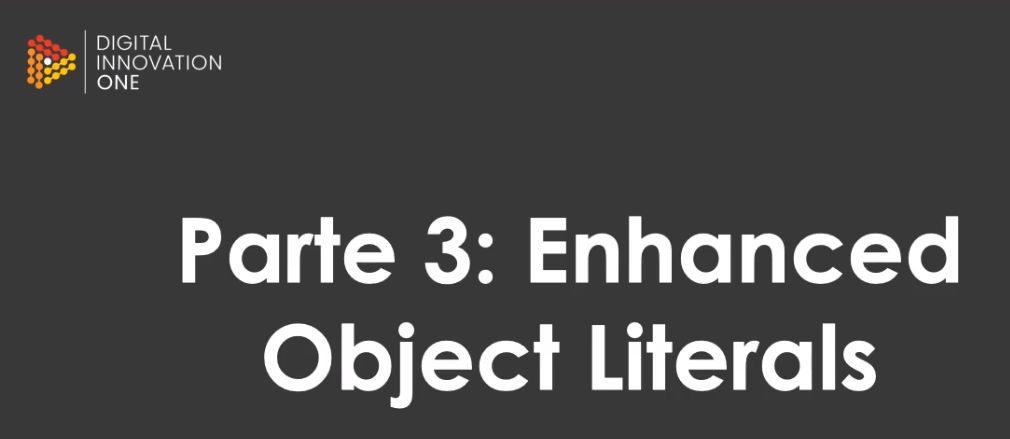 DIGITAL
INNOVATION
ONE
Parte 3: Enhanced
Object Literals